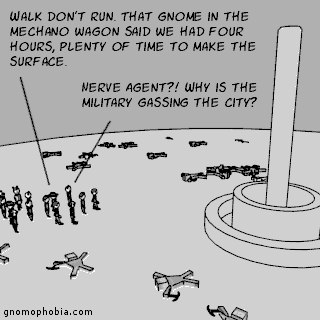 WALK DON'T RUN. THAT GNOME IN THE
MECHANO WAGON SAID WE HAD FOUR
HOURS, PLENTY OF TIME TO MAKE THE
SURFACE.
NERVE AGENT?! WHY IS THE
MILITARY GASSING THE CITY?
gnomophobia.com